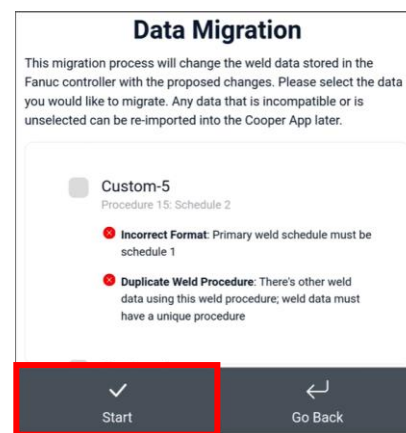 Data Migration
This migration process will change the weld data stored in the
Fanuc controller with the proposed changes. Please select the data
you would like to migrate. Any data that is incompatible or is
unselected can be re-imported into the Cooper App later.
Custom-5
Procedure 15: Schedule 2
Incorrect Format: Primary weld schedule must be
schedule 1
Duplicate Weld Procedure: There's other weld
data using this weld procedure; weld data must
have a unique procedure
Start
Go Back